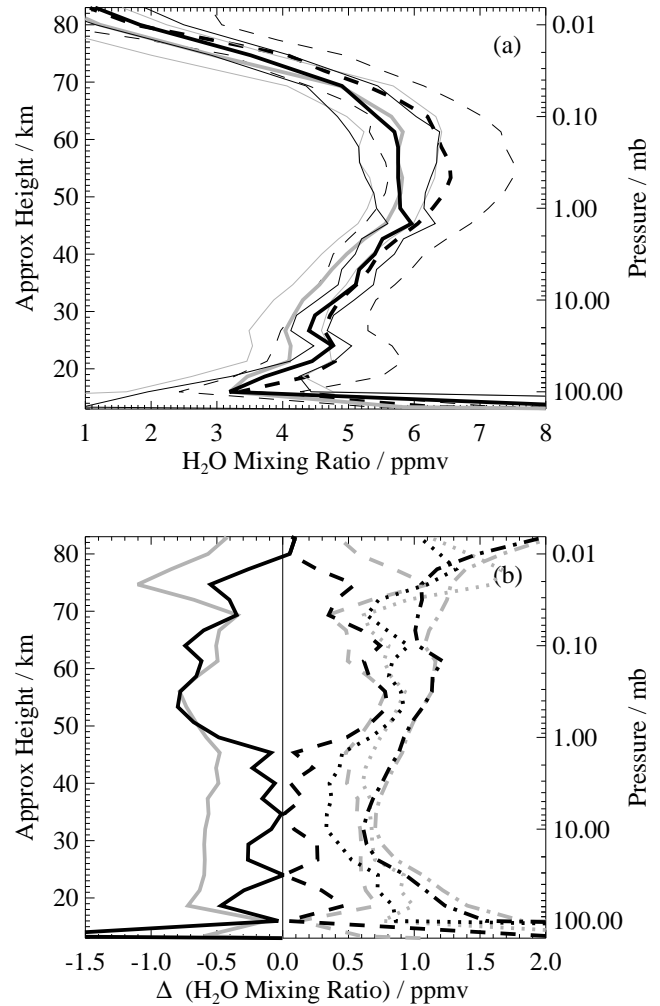 (a)
80
70
60
50
40
30
20
Approx Height / km
0.01
0.10
1.00
10.00
100.00
Pressure / mb
1 2 3 4 5 6 7 8
H₂O Mixing Ratio / ppmv
(b)
80
70
60
50
40
30
20
Approx Height / km
0.01
0.10
1.00
10.00
100.00
Pressure / mb
-1.5 -1.0 -0.5 0.0 0.5 1.0 1.5 2.0
Δ (H₂O Mixing Ratio) / ppmv